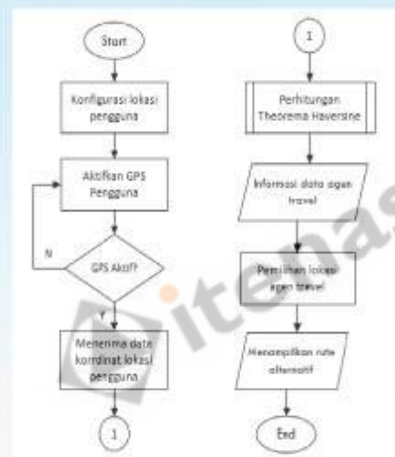 Start
Konfigurasi lokasi
pengguna
Aktifkan GPS
Pengguna
N
GPS Aktif?
Y
Menerima data
korrdinat lokasi
pengguna
1
1
Perhitungan
Theorema Haversine
Informasi data agen
travel
Pemilihan lokasi
agen travel
Menampilkan rute
alternatif
End
itenas